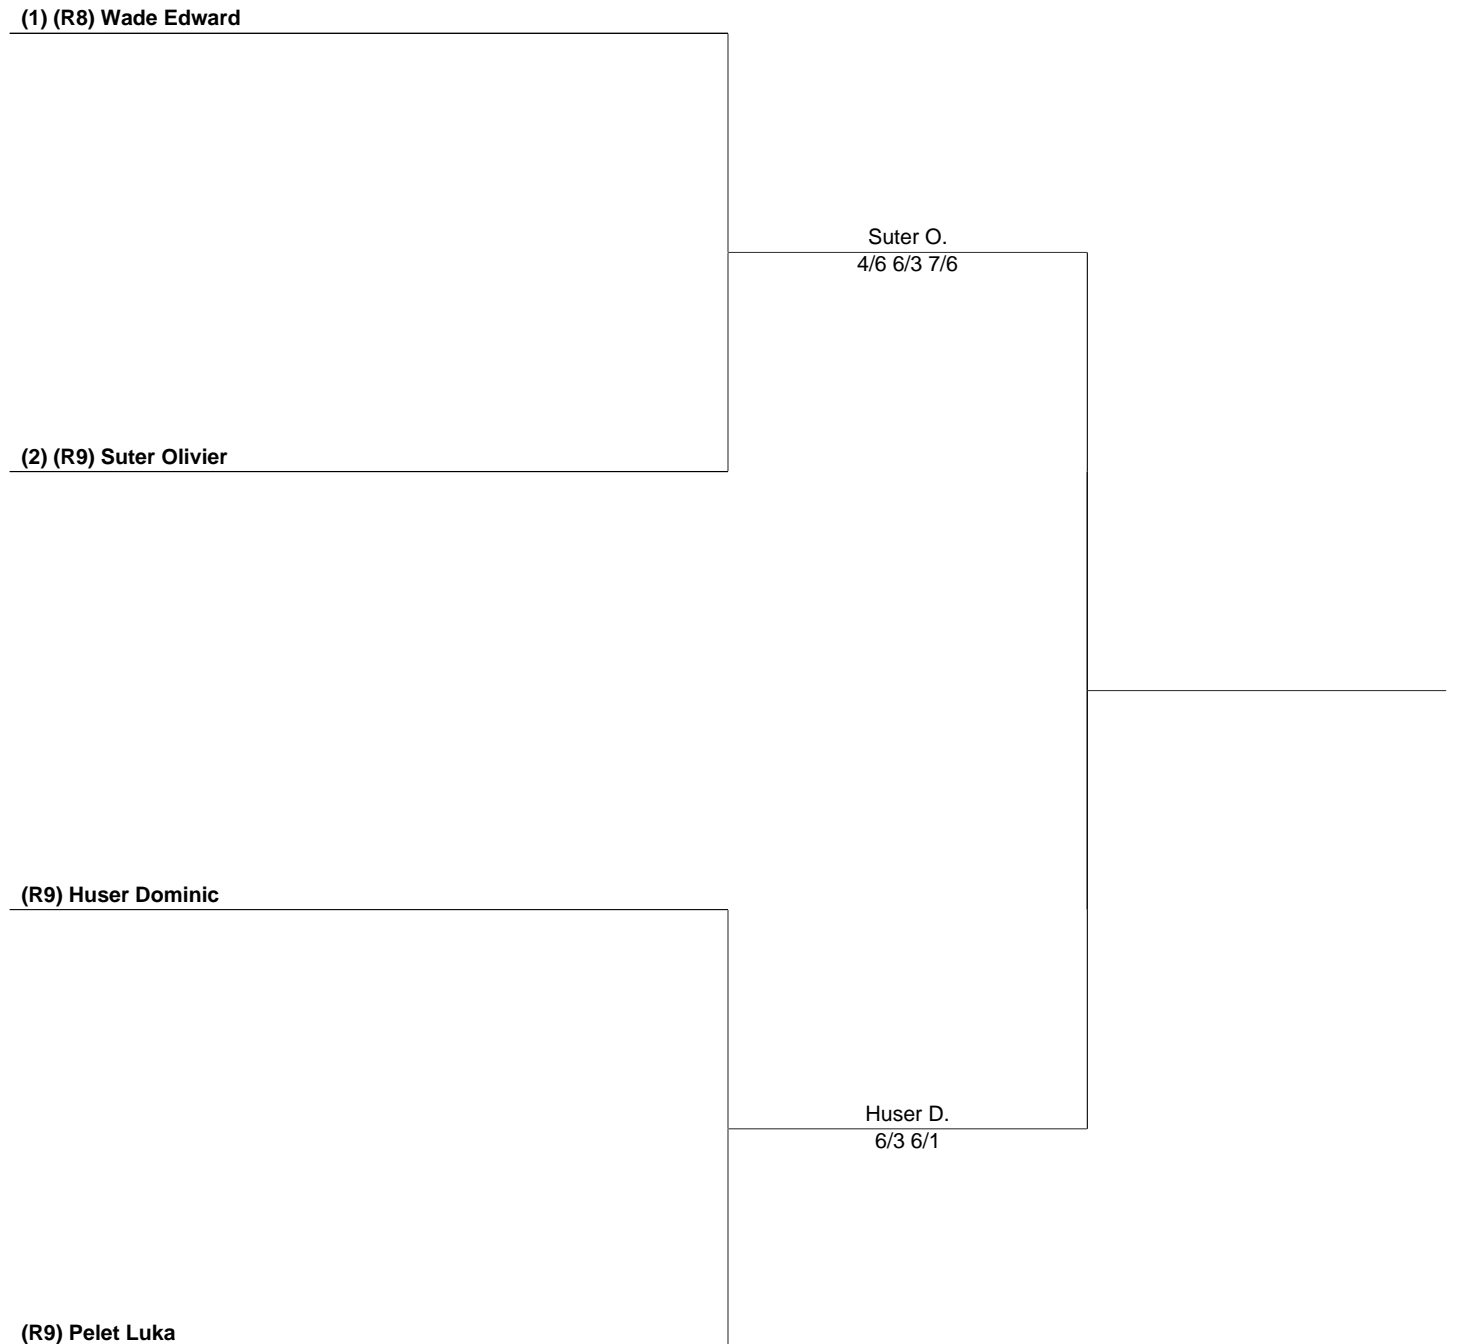 (1) (R8) Wade Edward
Suter O.
4/6 6/3 7/6
(2) (R9) Suter Olivier
(R9) Huser Dominic
Huser D.
6/3 6/1
(R9) Pelet Luka